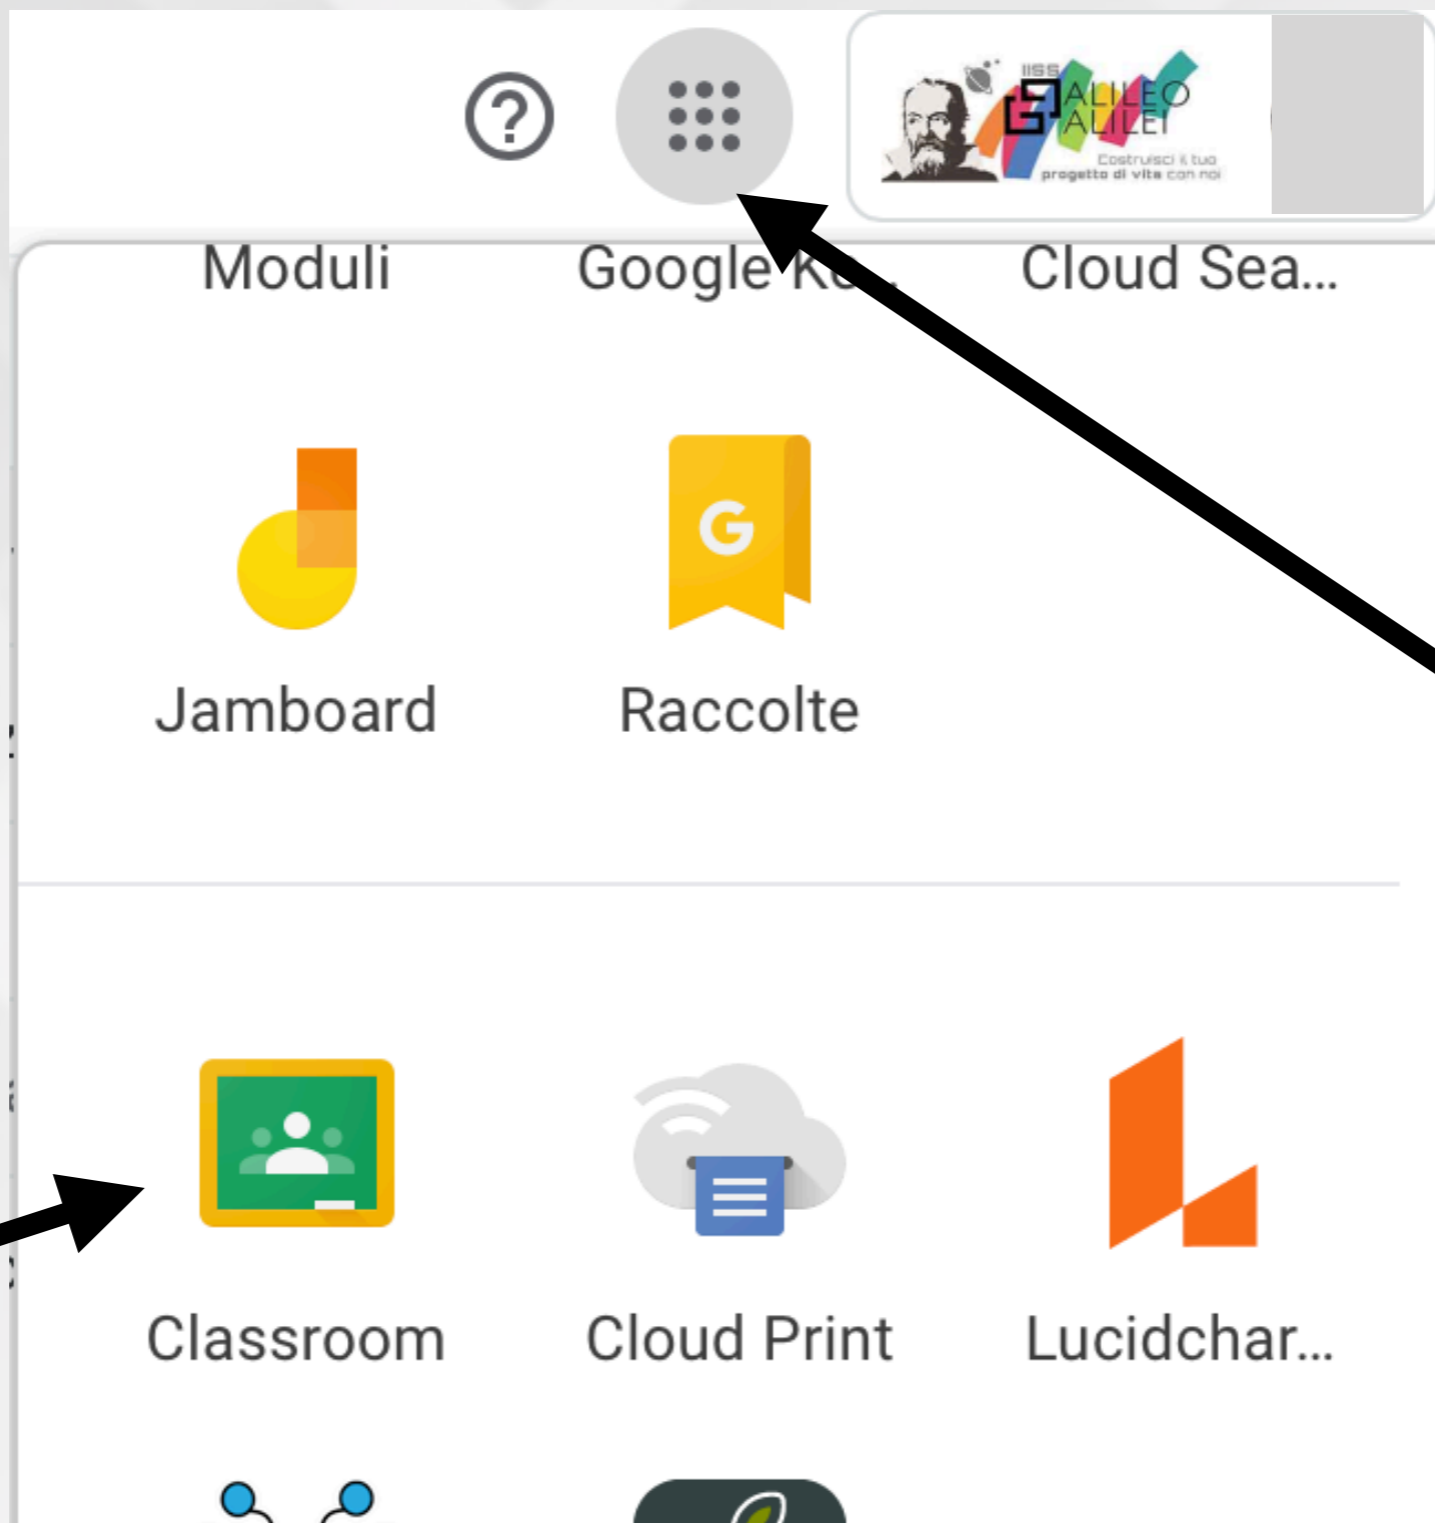 IISS
GALILEO
GALILEI
Costruisci il tuo
progetto di vita con noi
Moduli Google Ke... Cloud Sea...
G
Jamboard Raccolte
Classroom Cloud Print Lucidchar...